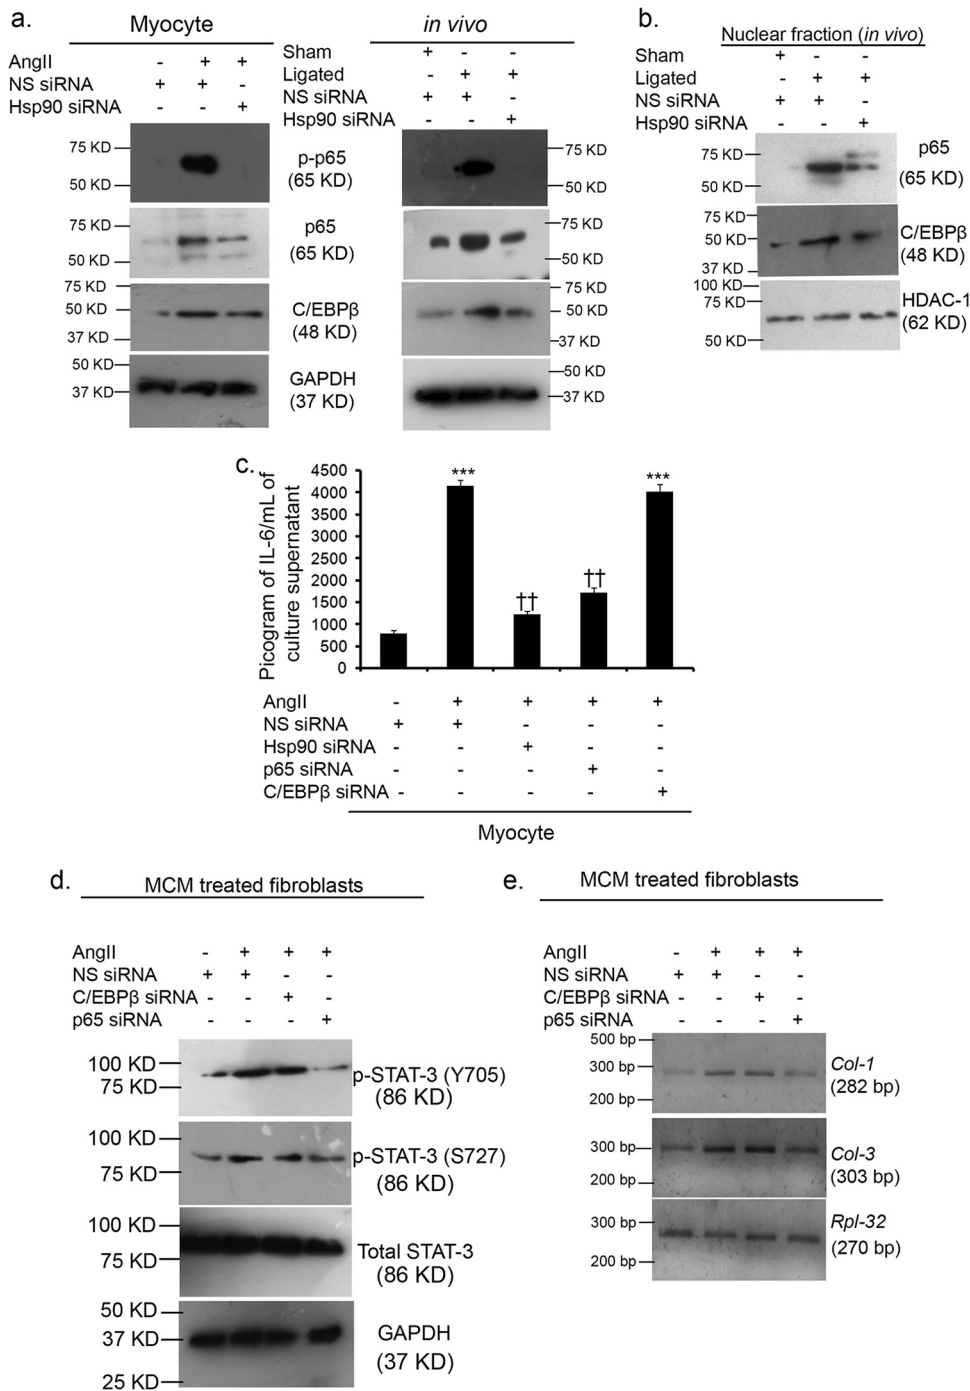 a.
Myocyte
AngII - + +
NS siRNA + + -
Hsp90 siRNA - - +
75 KD
50 KD
p-p65
(65 KD)
75 KD
50 KD
p65
(65 KD)
75 KD
50 KD
37 KD
C/EBPβ
(48 KD)
50 KD
37 KD
GAPDH
(37 KD)
in vivo
Sham + - -
Ligated - + +
NS siRNA + + -
Hsp90 siRNA - - +
75 KD
50 KD
75 KD
50 KD
75 KD
50 KD
37 KD
50 KD
37 KD
b.
Nuclear fraction (in vivo)
Sham + - -
Ligated - + +
NS siRNA + + -
Hsp90 siRNA - - +
75 KD
50 KD
p65
(65 KD)
75 KD
50 KD
37 KD
C/EBPβ
(48 KD)
100 KD
75 KD
50 KD
HDAC-1
(62 KD)
c.
Picogram of IL-6/mL of
culture supernatant
4500
4000
3500
3000
2500
2000
1500
1000
500
0
***
††
††
***
AngII - + + + +
NS siRNA + + - - -
Hsp90 siRNA - - + - -
p65 siRNA - - - + -
C/EBPβ siRNA - - - - +
Myocyte
d.
MCM treated fibroblasts
AngII - + + +
NS siRNA + + - -
C/EBPβ siRNA - - + -
p65 siRNA - - - +
100 KD
75 KD
p-STAT-3 (Y705)
(86 KD)
100 KD
75 KD
p-STAT-3 (S727)
(86 KD)
100 KD
75 KD
Total STAT-3
(86 KD)
50 KD
37 KD
25 KD
GAPDH
(37 KD)
e.
MCM treated fibroblasts
AngII - + + +
NS siRNA + + - -
C/EBPβ siRNA - - + -
p65 siRNA - - - +
500 bp
300 bp
200 bp
Col-1
(282 bp)
300 bp
200 bp
Col-3
(303 bp)
300 bp
200 bp
Rpl-32
(270 bp)